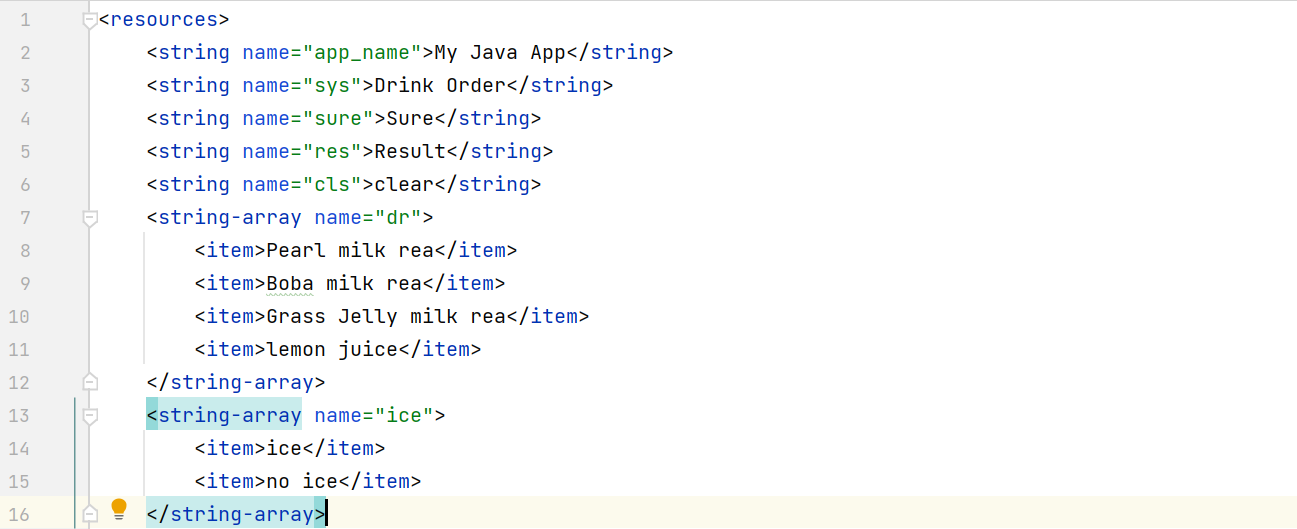 1 <resources>
2 <string name="app_name">My Java App</string>
3 <string name="sys">Drink Order</string>
4 <string name="sure">Sure</string>
5 <string name="res">Result</string>
6 <string name="cls">clear</string>
7 <string-array name="dr">
8 <item>Pearl milk rea</item>
9 <item>Boba milk rea</item>
10 <item>Grass Jelly milk rea</item>
11 <item>lemon juice</item>
12 </string-array>
13 <string-array name="ice">
14 <item>ice</item>
15 <item>no ice</item>
16 </string-array>